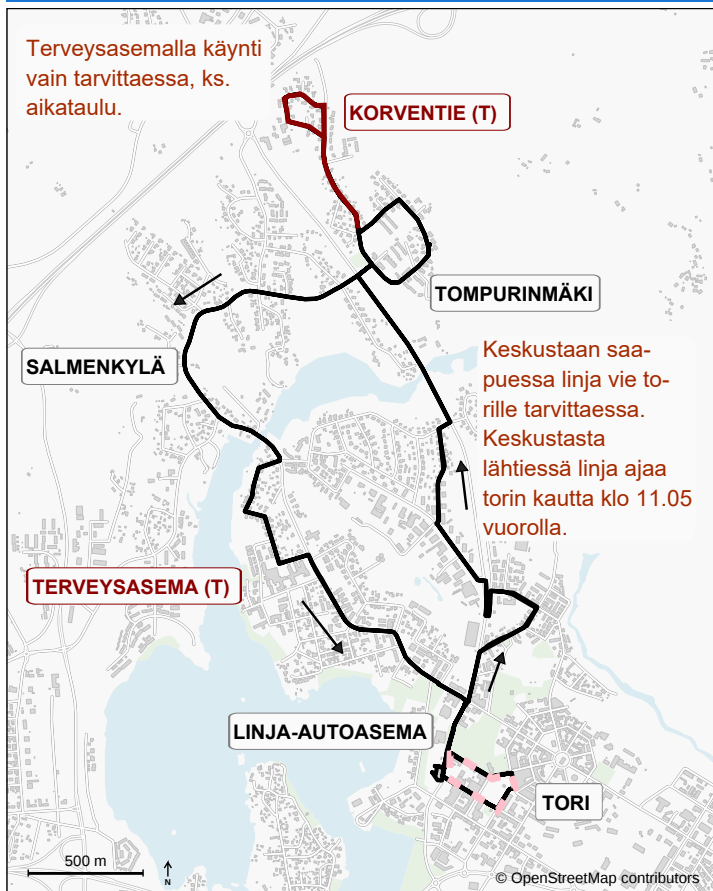 Terveysasemalla käynti
vain tarvittaessa, ks.
aikataulu.
KORVENTIE (T)
TOMPURINMÄKI
SALMENKYLÄ
Keskustaan saa-
puessa linja vie to-
rille tarvittaessa.
Keskustasta
lähtiessä linja ajaa
torin kautta klo 11.05
vuorolla.
TERVEYSASEMA (T)
LINJA-AUTOASEMA
TORI
500 m
N
© OpenStreetMap contributors